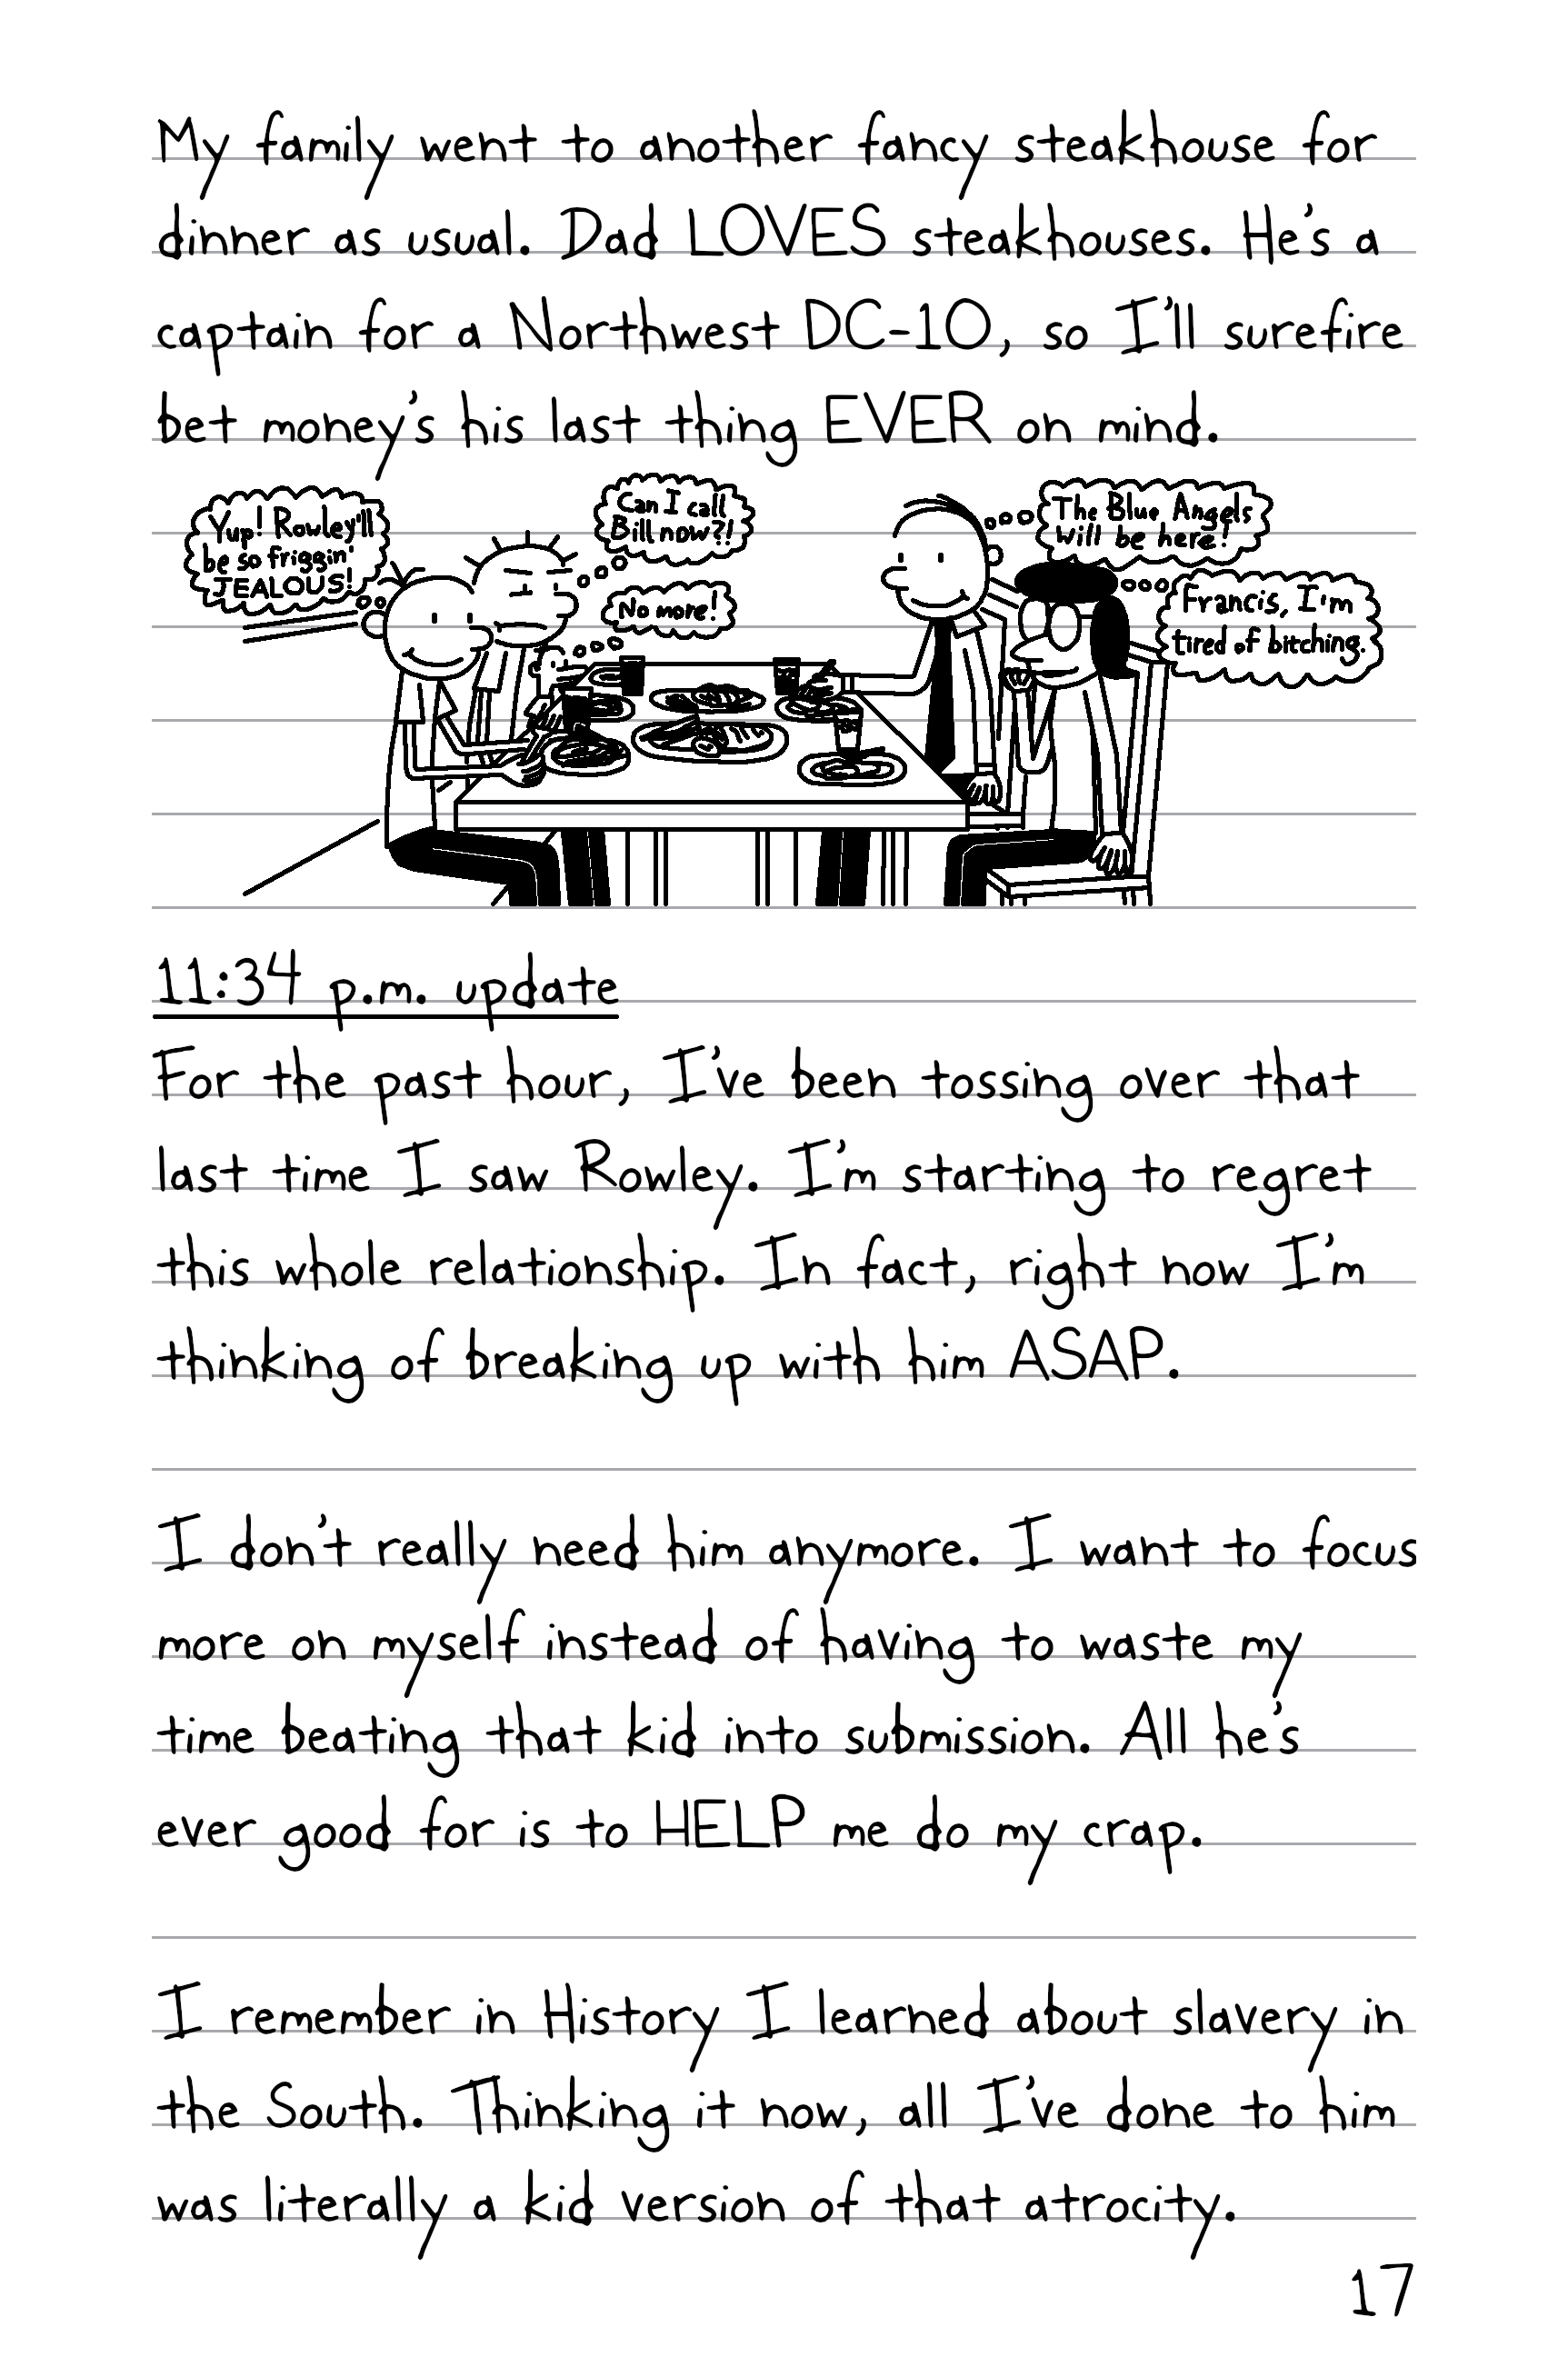 My family went to another fancy steakhouse for
dinner as usual. Dad LOVES steakhouses. He's a
captain for a Northwest DC-10, so I'll surefire
bet money's his last thing EVER on mind.
Yup! Rowley'll
be so friggin'
JEALOUS!
Can I call
Bill now?!
No more!
The Blue Angels
will be here!
Francis, I'm
tired of bitching.
11:34 p.m. update
For the past hour, I've been tossing over that
last time I saw Rowley. I'm starting to regret
this whole relationship. In fact, right now I'm
thinking of breaking up with him ASAP.
I don't really need him anymore. I want to focus
more on myself instead of having to waste my
time beating that kid into submission. All he's
ever good for is to HELP me do my crap.
I remember in History I learned about slavery in
the South. Thinking it now, all I've done to him
was literally a kid version of that atrocity.
17